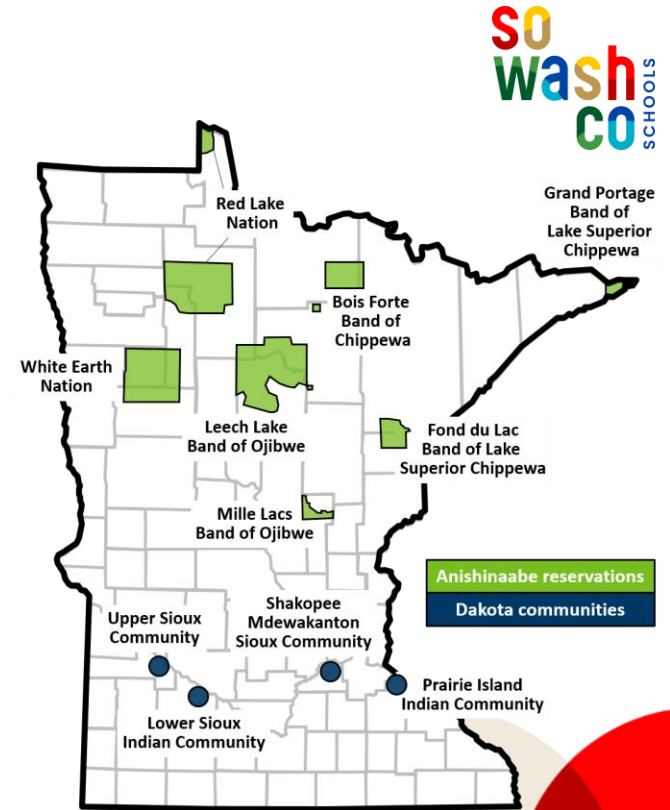 SO
wash
CO
SCHOOLS
Grand Portage
Band of
Lake Superior
Chippewa
Red Lake
Nation
Bois Forte
Band of
Chippewa
White Earth
Nation
Leech Lake
Band of Ojibwe
Fond du Lac
Band of Lake
Superior Chippewa
Mille Lacs
Band of Ojibwe
Anishinaabe reservations
Dakota communities
Upper Sioux
Community
Shakopee
Mdewakanton
Sioux Community
Prairie Island
Indian Community
Lower Sioux
Indian Community